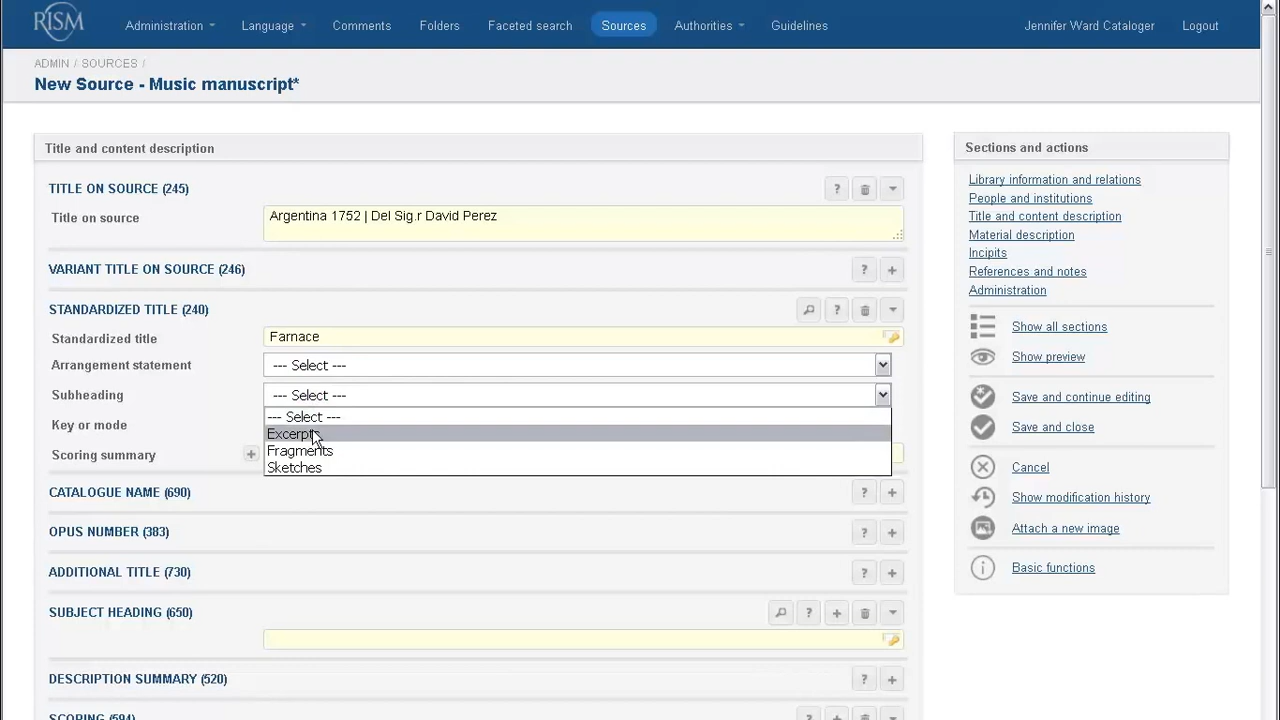 RISM Administration Language Comments Folders Faceted search Sources Authorities Guidelines Jennifer Ward Cataloger Logout
ADMIN / SOURCES /
New Source - Music manuscript*
Title and content description
TITLE ON SOURCE (245) ?
Title on source Argentina 1752 | Del Sig.r David Perez
VARIANT TITLE ON SOURCE (246) ? +
STANDARDIZED TITLE (240) ?
Standardized title Farnace
Arrangement statement --- Select ---
Subheading --- Select ---
--- Select ---
Key or mode Excerpts
Fragments
Scoring summary +
Sketches
CATALOGUE NAME (690) ? +
OPUS NUMBER (383) ? +
ADDITIONAL TITLE (730) ? +
SUBJECT HEADING (650) ? +
DESCRIPTION SUMMARY (520) ? +
SCORING (594) ? +
Sections and actions
Library information and relations
People and institutions
Title and content description
Material description
Incipits
References and notes
Administration
Show all sections
Show preview
Save and continue editing
Save and close
Cancel
Show modification history
Attach a new image
Basic functions